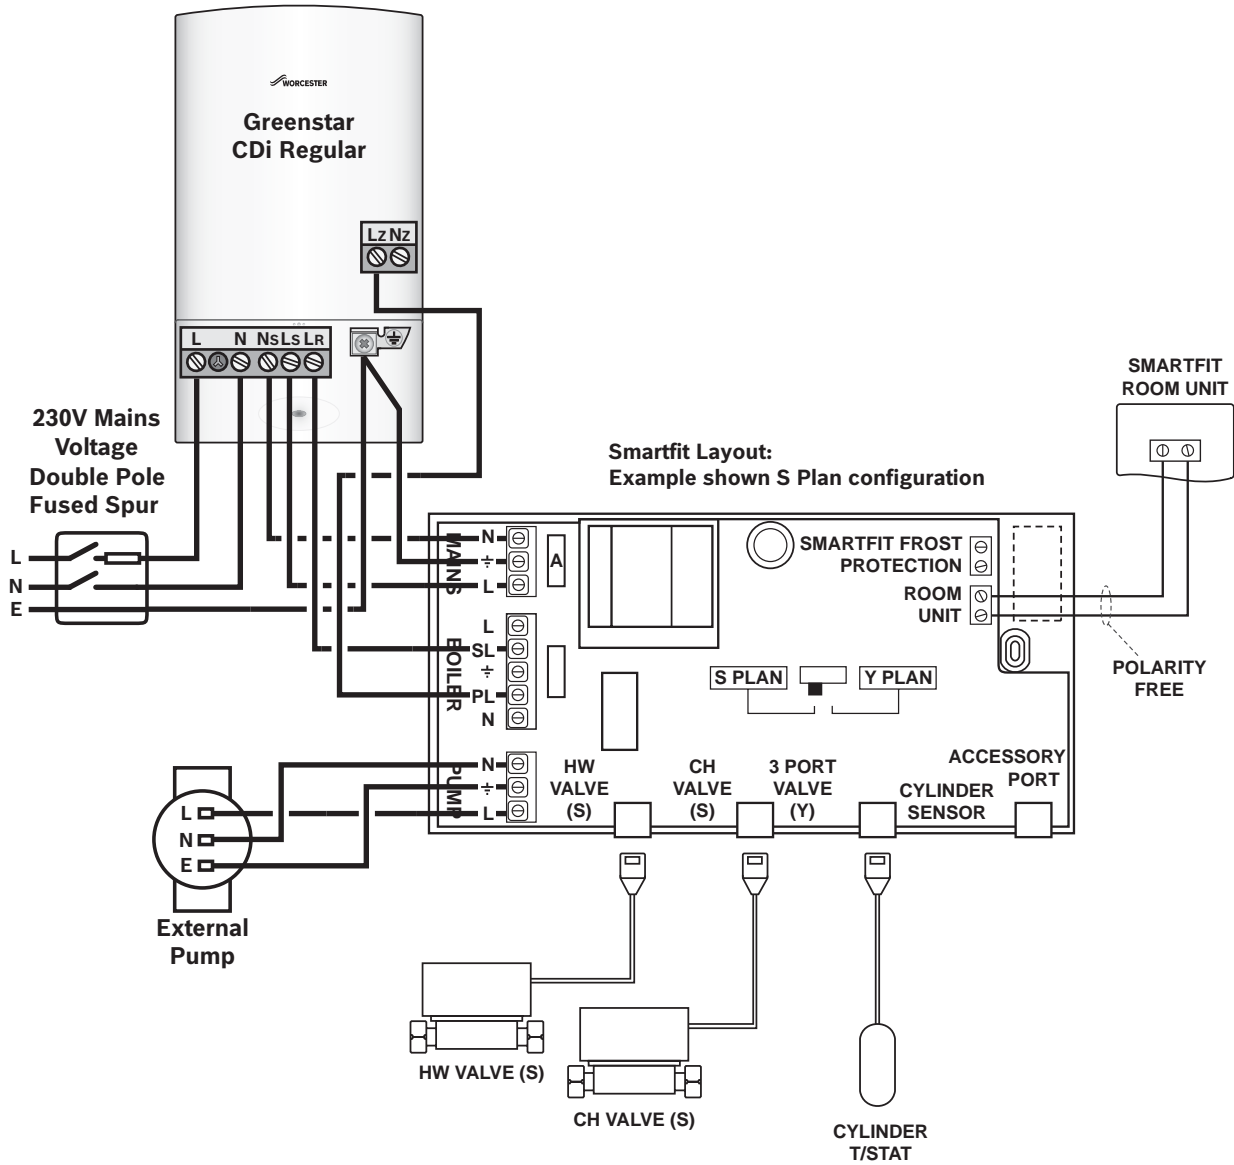 WORCESTER
Greenstar
CDi Regular
LZ NZ
L N NS LS LR
230V Mains
Voltage
Double Pole
Fused Spur
L
N
E
Smartfit Layout:
Example shown S Plan configuration
SMARTFIT
ROOM UNIT
MAINS
N
L
A
SMARTFIT FROST
PROTECTION
ROOM
UNIT
BOILER
L
SL
PL
N
S PLAN
Y PLAN
POLARITY
FREE
PUMP
N
L
HW
VALVE
(S)
CH
VALVE
(S)
3 PORT
VALVE
(Y)
CYLINDER
SENSOR
ACCESSORY
PORT
L
N
E
External
Pump
HW VALVE (S)
CH VALVE (S)
CYLINDER
T/STAT